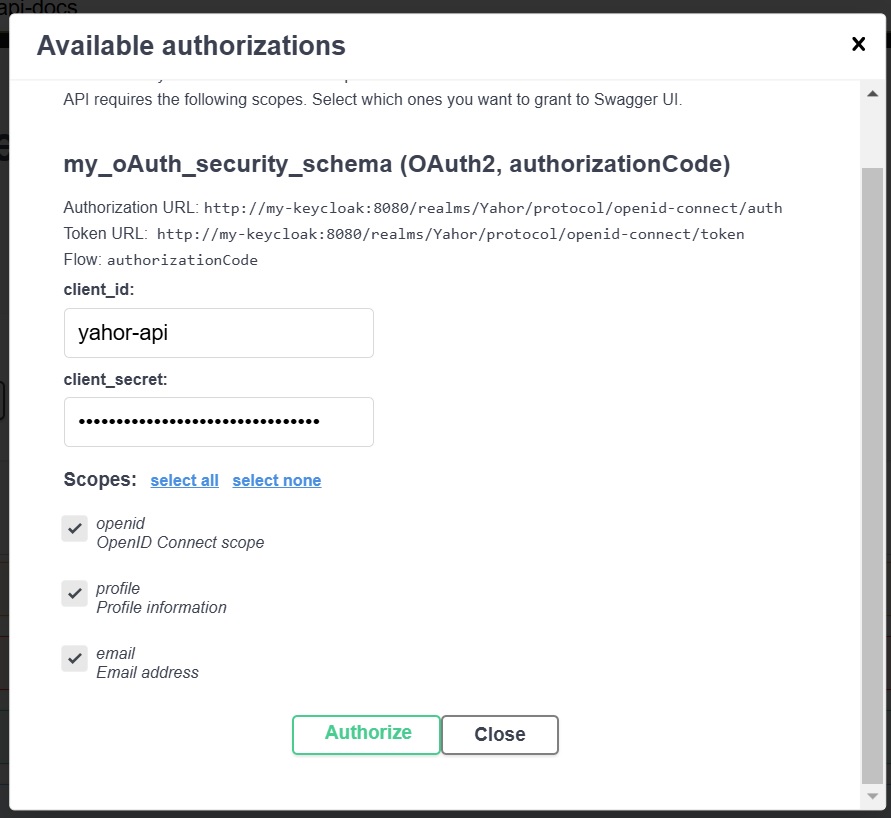 api-docs
Available authorizations
API requires the following scopes. Select which ones you want to grant to Swagger UI.
my_oAuth_security_schema (OAuth2, authorizationCode)
Authorization URL: http://my-keycloak:8080/realms/Yahor/protocol/openid-connect/auth
Token URL: http://my-keycloak:8080/realms/Yahor/protocol/openid-connect/token
Flow: authorizationCode
client_id:
yahor-api
client_secret:
••••••••••••••••••••••••••••••••
Scopes: select all select none
openid
OpenID Connect scope
profile
Profile information
email
Email address
Authorize Close